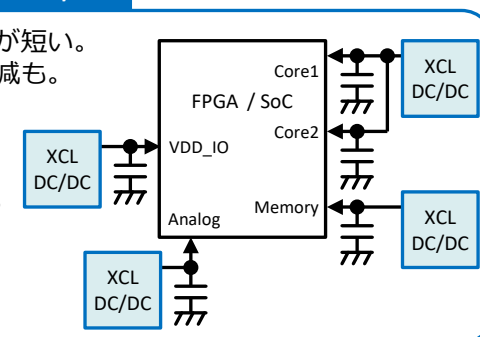 が短い。
減も。
FPGA / SoC
Core1
Core2
VDD_IO
Memory
Analog
XCL
DC/DC
XCL
DC/DC
XCL
DC/DC
XCL
DC/DC